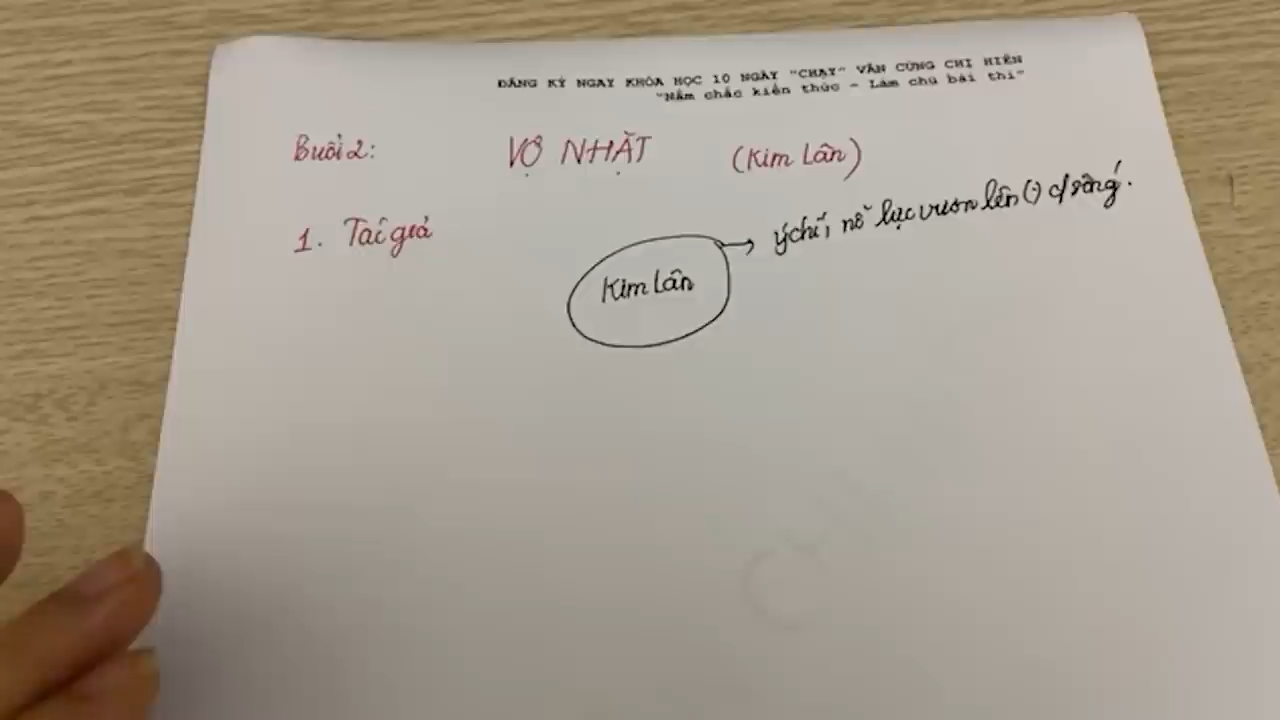 ĐĂNG KÝ NGAY KHÓA HỌC 10 NGÀY "CHẠY" VĂN CÙNG CHỊ HIÊN
"Nắm chắc kiến thức - Làm chủ bài thi"
Buổi 2: VỢ NHẶT (Kim Lân)
1. Tác giả
Kim Lân → ý chí, nỗ lực vươn lên (.) c/sống.